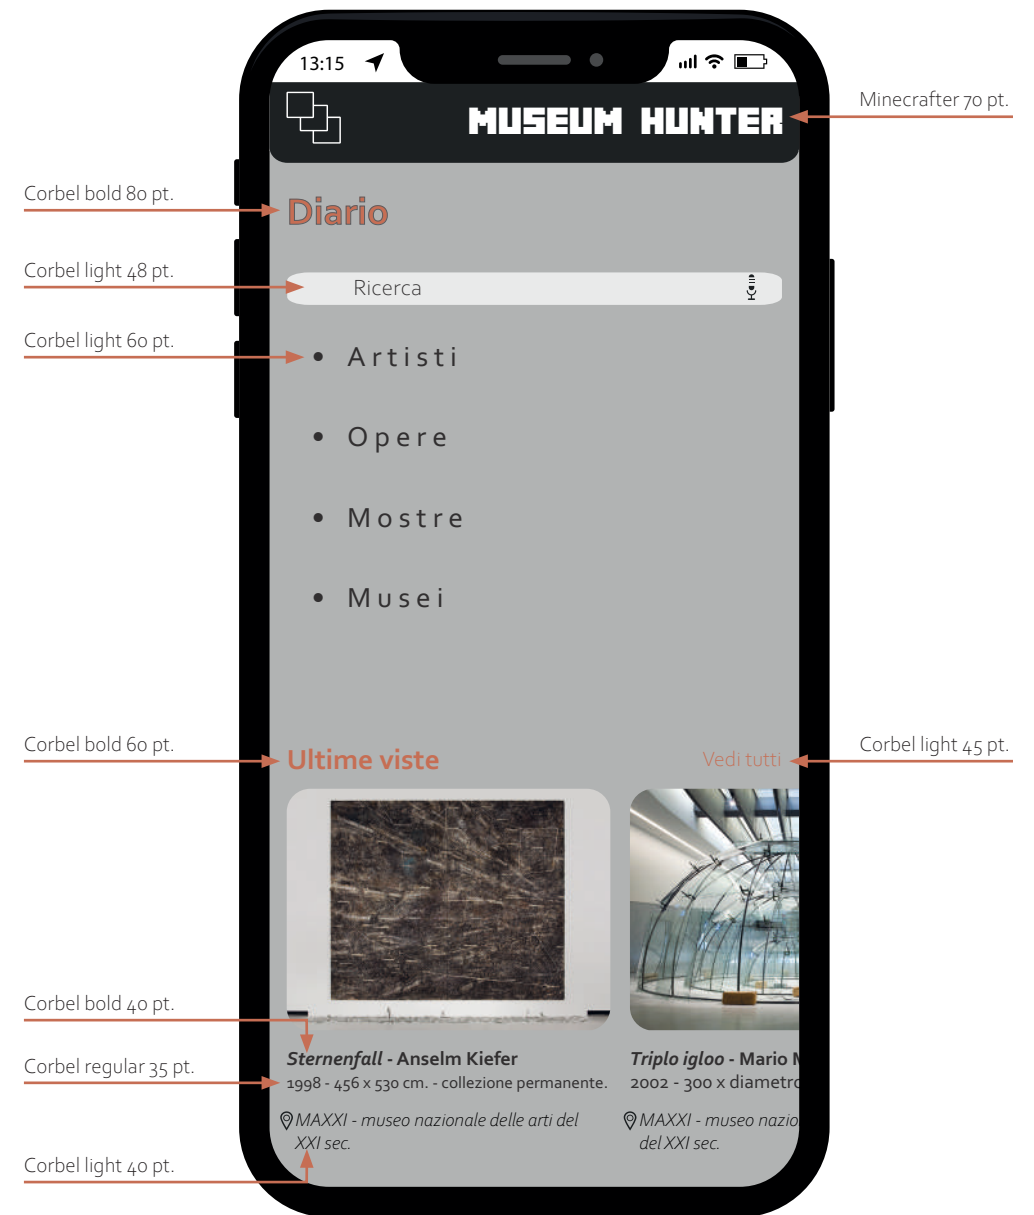 13:15
MUSEUM HUNTER
Minecrafter 70 pt.
Corbel bold 80 pt.
Diario
Corbel light 48 pt.
Ricerca
Corbel light 60 pt.
• Artisti
• Opere
• Mostre
• Musei
Corbel bold 60 pt.
Ultime viste
Vedi tutti
Corbel light 45 pt.
Corbel bold 40 pt.
Sternenfall - Anselm Kiefer
Corbel regular 35 pt.
1998 - 456 x 530 cm. - collezione permanente.
MAXXI - museo nazionale delle arti del
XXI sec.
Corbel light 40 pt.
Triplo igloo - Mario M
2002 - 300 x diametro
MAXXI - museo nazio
del XXI sec.